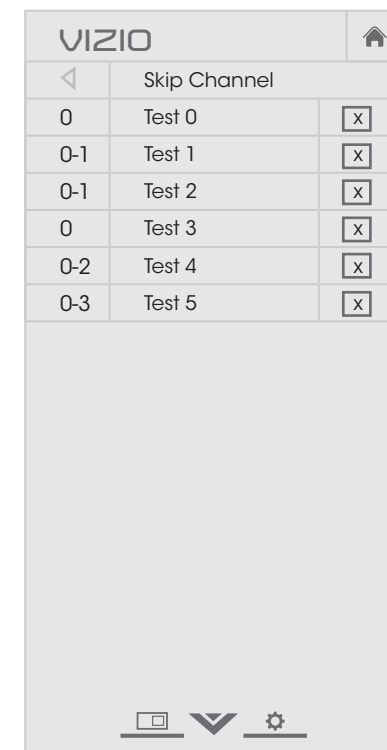 VIZIO
Skip Channel
0 Test 0 x
0-1 Test 1 x
0-1 Test 2 x
0 Test 3 x
0-2 Test 4 x
0-3 Test 5 x